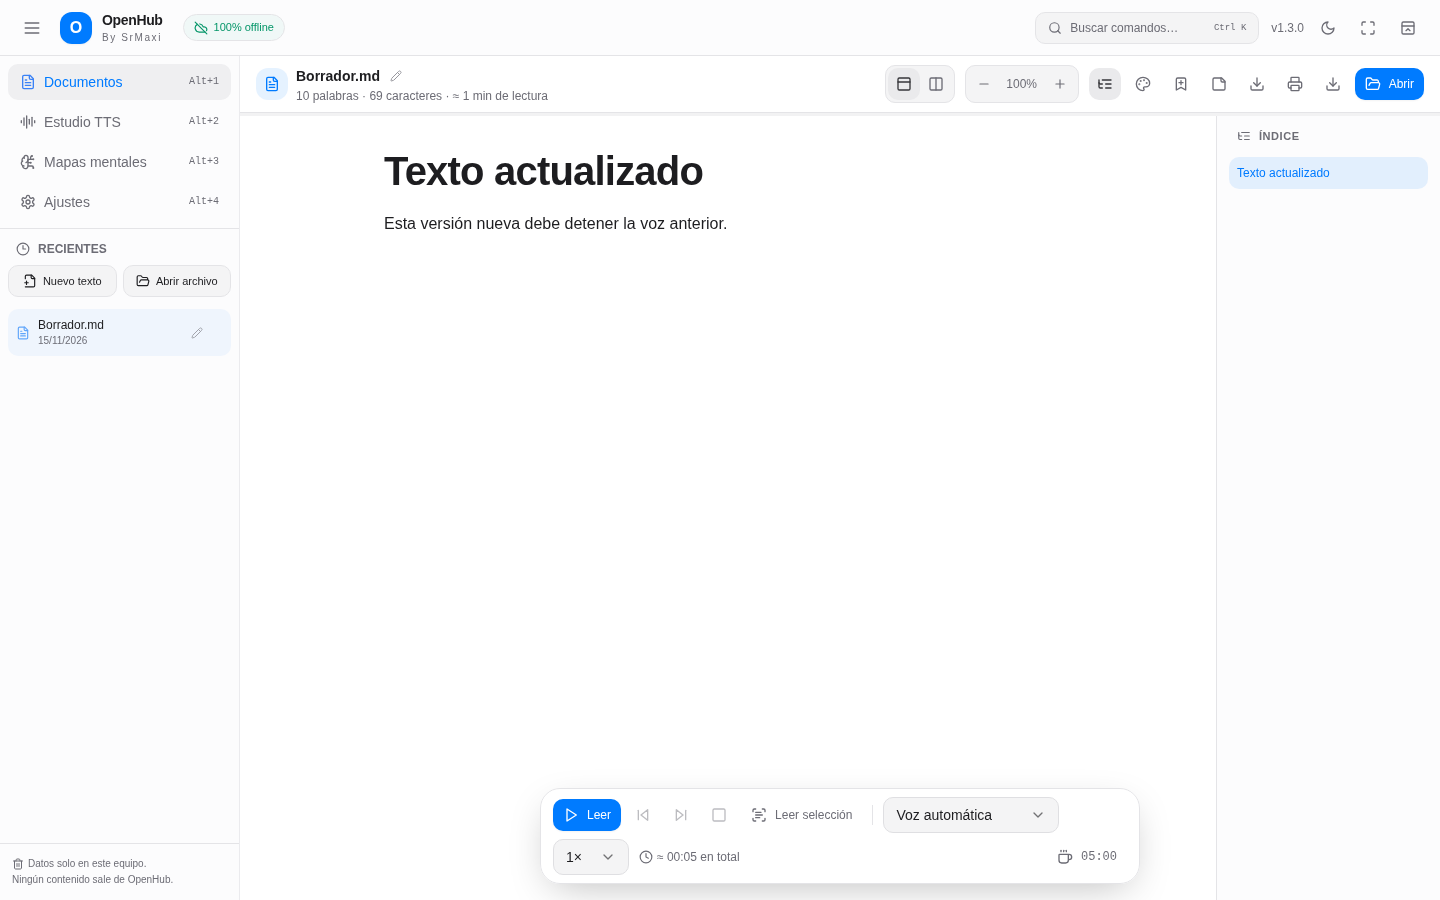 OpenHub
By SrMaxi
100% offline
Buscar comandos…
Ctrl K
v1.3.0
Documentos
Alt+1
Estudio TTS
Alt+2
Mapas mentales
Alt+3
Ajustes
Alt+4
RECIENTES
Nuevo texto
Abrir archivo
Borrador.md
15/11/2026
Datos solo en este equipo.
Ningún contenido sale de OpenHub.
Borrador.md
10 palabras · 69 caracteres · ≈ 1 min de lectura
100%
Abrir
Texto actualizado
Esta versión nueva debe detener la voz anterior.
ÍNDICE
Texto actualizado
Leer
Leer selección
Voz automática
1×
≈ 00:05 en total
05:00